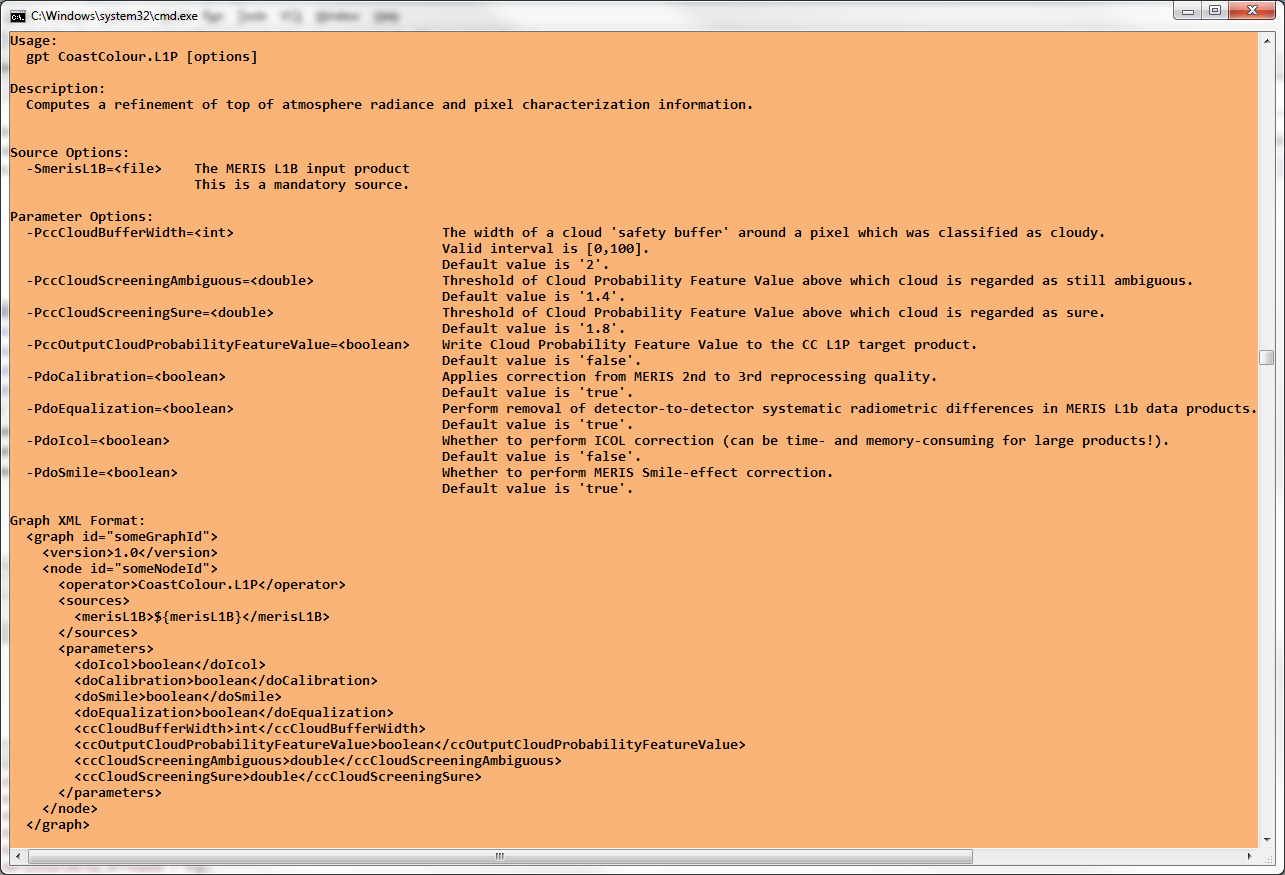 C:\Windows\system32\cmd.exe
Usage:
  gpt CoastColour.L1P [options]
Description:
  Computes a refinement of top of atmosphere radiance and pixel characterization information.
Source Options:
  -SmerisL1B=<file>    The MERIS L1B input product
                       This is a mandatory source.
Parameter Options:
  -PccCloudBufferWidth=<int>                          The width of a cloud 'safety buffer' around a pixel which was classified as cloudy.
                                                      Valid interval is [0,100].
                                                      Default value is '2'.
  -PccCloudScreeningAmbiguous=<double>                Threshold of Cloud Probability Feature Value above which cloud is regarded as still ambiguous.
                                                      Default value is '1.4'.
  -PccCloudScreeningSure=<double>                     Threshold of Cloud Probability Feature Value above which cloud is regarded as sure.
                                                      Default value is '1.8'.
  -PccOutputCloudProbabilityFeatureValue=<boolean>    Write Cloud Probability Feature Value to the CC L1P target product.
                                                      Default value is 'false'.
  -PdoCalibration=<boolean>                           Applies correction from MERIS 2nd to 3rd reprocessing quality.
                                                      Default value is 'true'.
  -PdoEqualization=<boolean>                          Perform removal of detector-to-detector systematic radiometric differences in MERIS L1b data products.
                                                      Default value is 'true'.
  -PdoIcol=<boolean>                                  Whether to perform ICOL correction (can be time- and memory-consuming for large products!).
                                                      Default value is 'false'.
  -PdoSmile=<boolean>                                 Whether to perform MERIS Smile-effect correction.
                                                      Default value is 'true'.
Graph XML Format:
  <graph id="someGraphId">
    <version>1.0</version>
    <node id="someNodeId">
      <operator>CoastColour.L1P</operator>
      <sources>
        <merisL1B>${merisL1B}</merisL1B>
      </sources>
      <parameters>
        <doIcol>boolean</doIcol>
        <doCalibration>boolean</doCalibration>
        <doSmile>boolean</doSmile>
        <doEqualization>boolean</doEqualization>
        <ccCloudBufferWidth>int</ccCloudBufferWidth>
        <ccOutputCloudProbabilityFeatureValue>boolean</ccOutputCloudProbabilityFeatureValue>
        <ccCloudScreeningAmbiguous>double</ccCloudScreeningAmbiguous>
        <ccCloudScreeningSure>double</ccCloudScreeningSure>
      </parameters>
    </node>
  </graph>